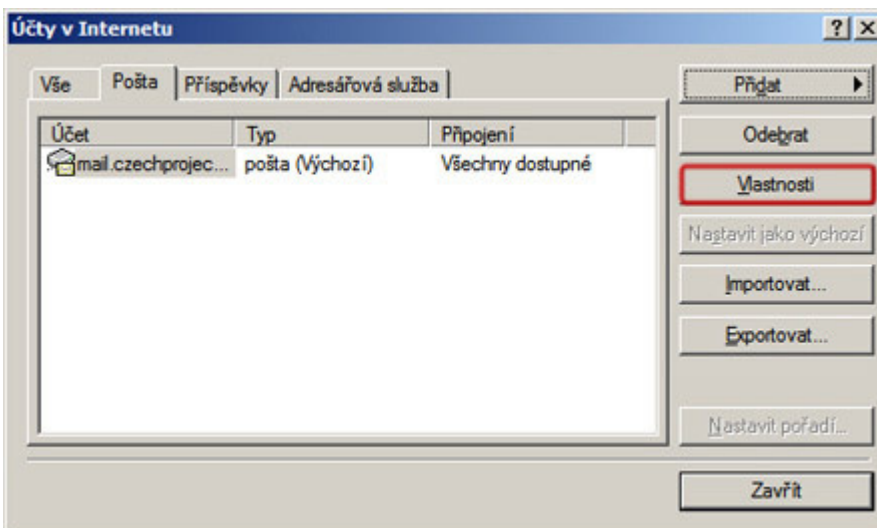 Účty v Internetu
Vše Pošta Příspěvky Adresářová služba
Účet Typ Připojení
mail.czechprojec... pošta (Výchozí) Všechny dostupné
Přidat
Odebrat
Vlastnosti
Nastavit jako výchozí
Importovat...
Exportovat...
Nastavit pořadí...
Zavřít